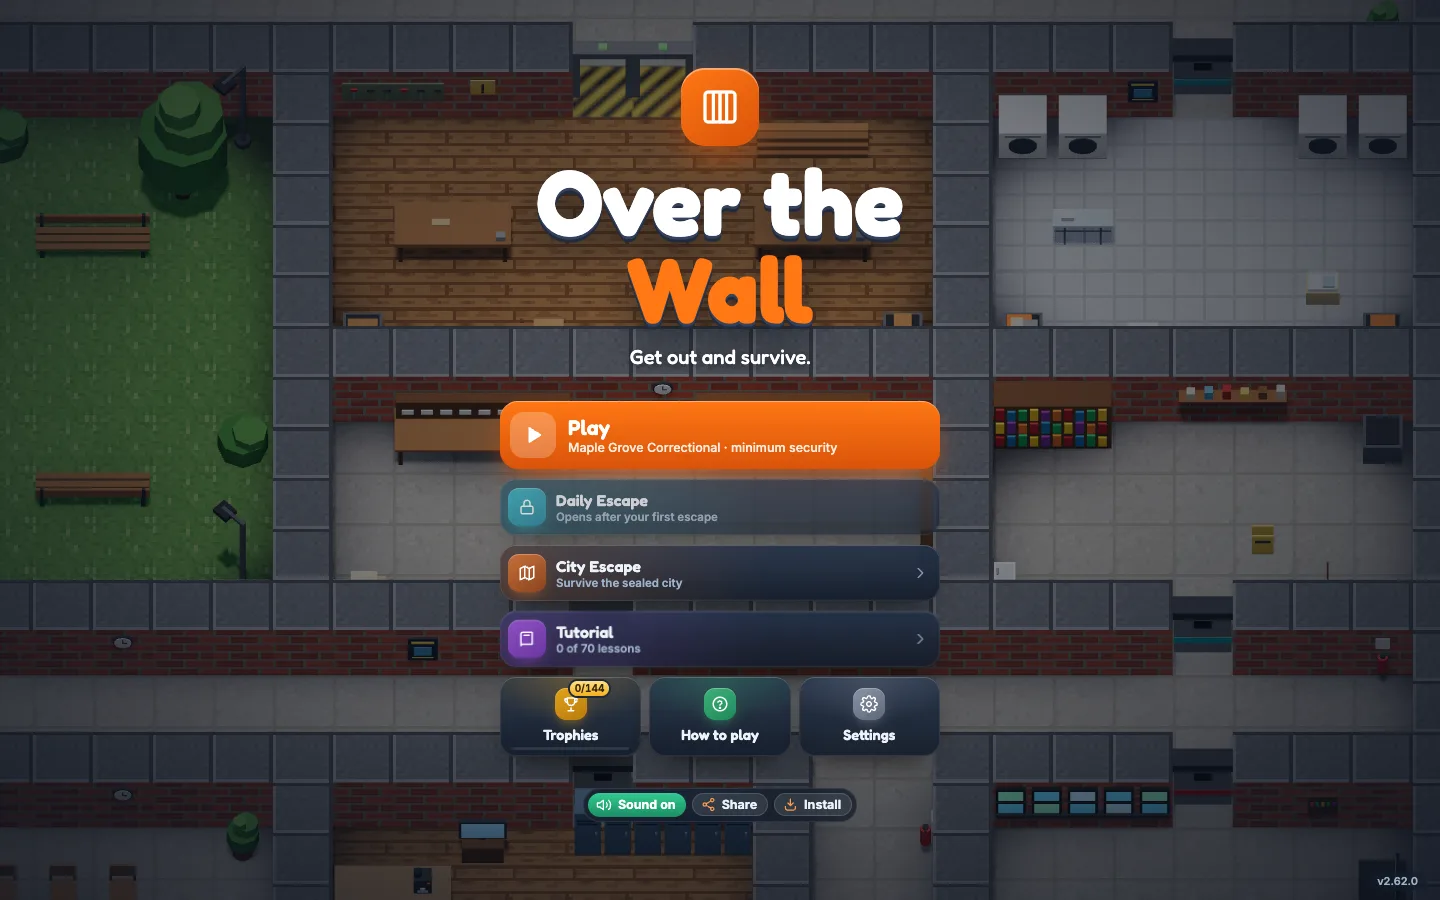 Over the
Wall
Get out and survive.
Play
Maple Grove Correctional · minimum security
Daily Escape
Opens after your first escape
City Escape
Survive the sealed city
Tutorial
0 of 70 lessons
0/144
Trophies
How to play
Settings
Sound on
Share
Install
v2.62.0